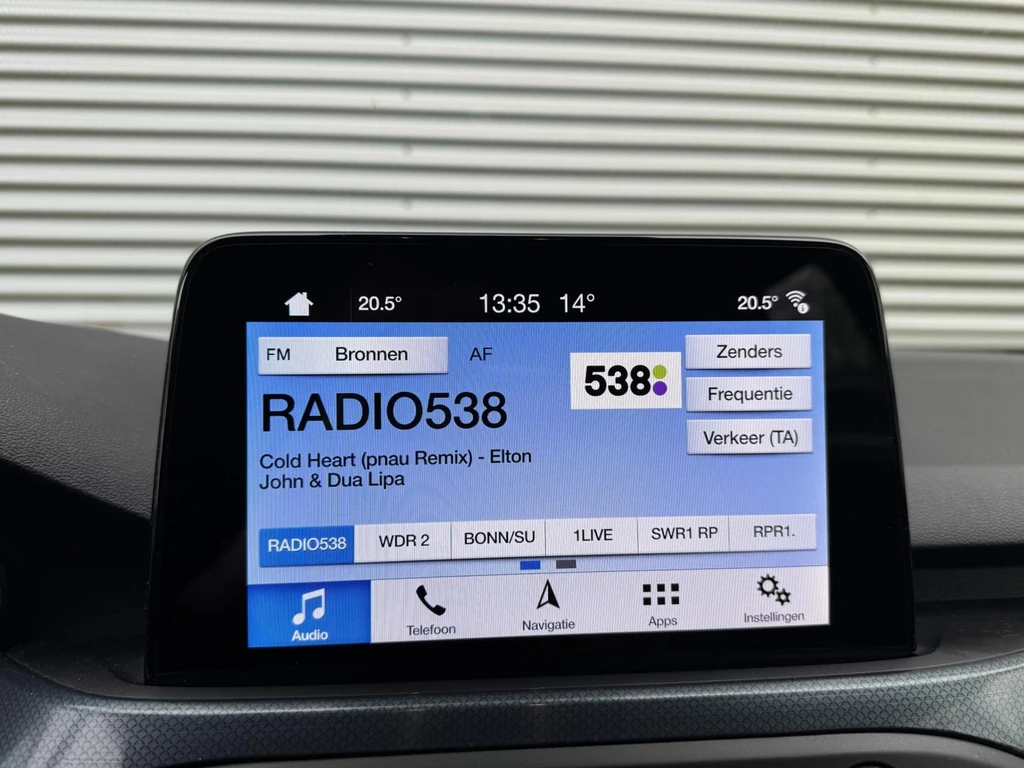 20.5° 13:35 14° 20.5°
FM Bronnen AF
538
Zenders
Frequentie
Verkeer (TA)
RADIO538
Cold Heart (pnau Remix) - Elton
John & Dua Lipa
RADIO538 WDR 2 BONN/SU 1LIVE SWR1 RP RPR1.
Audio Telefoon Navigatie Apps Instellingen